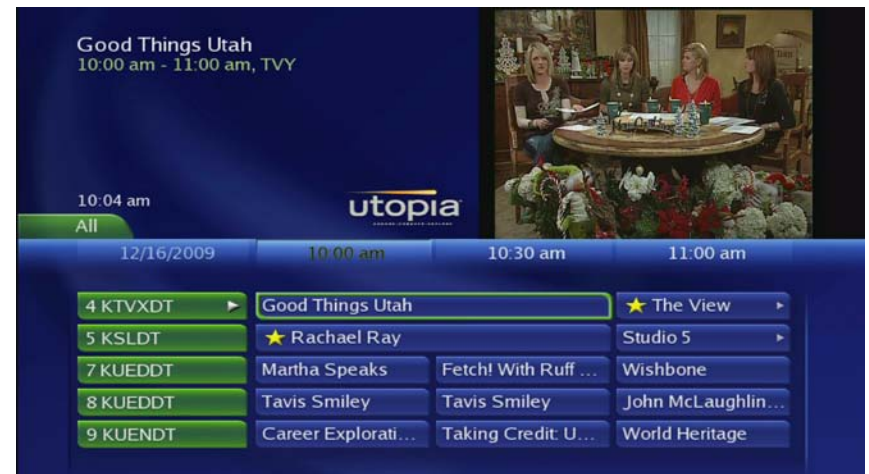 Good Things Utah
10:00 am - 11:00 am, TVY
10:04 am
utopia
All
12/16/2009 10:00 am 10:30 am 11:00 am
4 KTVXDT Good Things Utah The View
5 KSLDT Rachael Ray Studio 5
7 KUEDDT Martha Speaks Fetch! With Ruff ... Wishbone
8 KUEDDT Tavis Smiley Tavis Smiley John McLaughlin...
9 KUENDT Career Explorati... Taking Credit: U... World Heritage